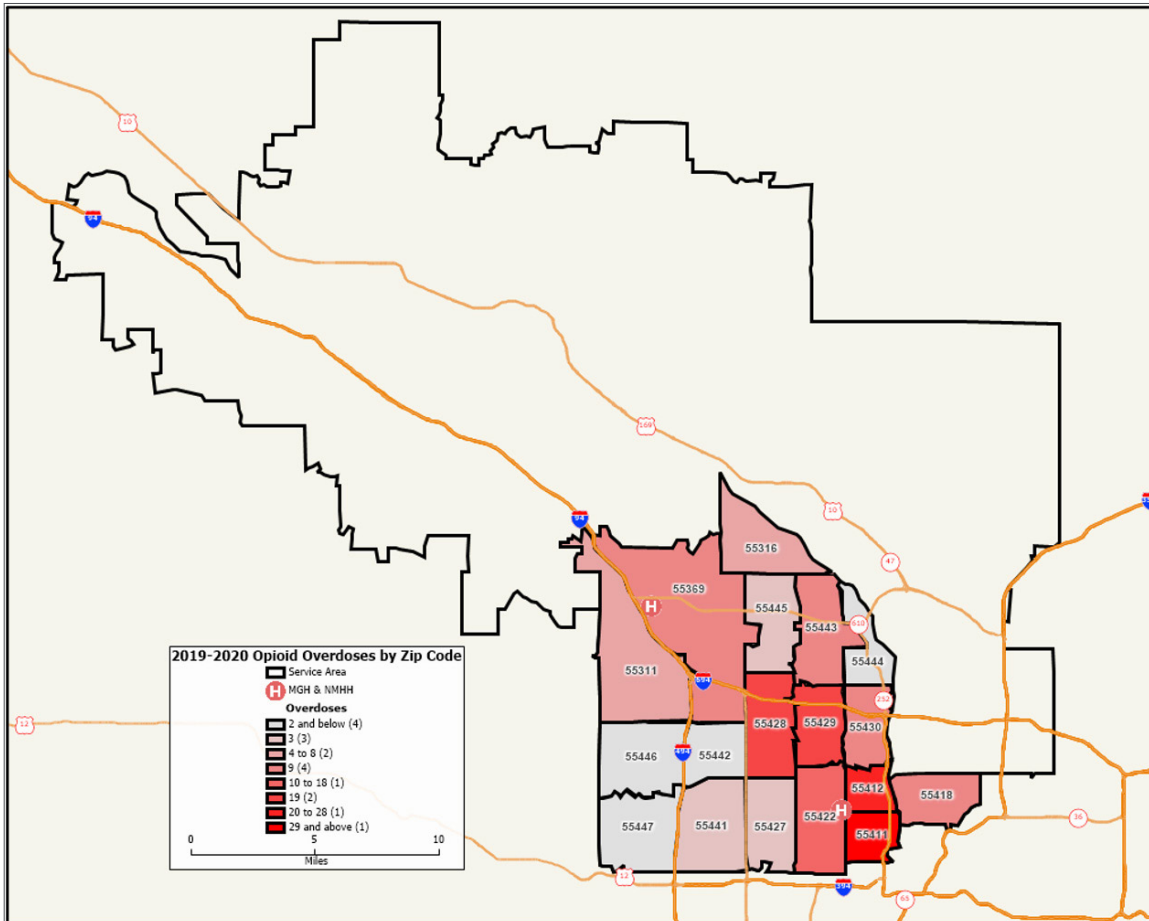 10
94
169
94
10
47
55316
55369
H
55445
55443
610
55444
2019-2020 Opioid Overdoses by Zip Code
Service Area
H MGH & NMHH
Overdoses
2 and below (4)
3 (3)
4 to 8 (2)
9 (4)
10 to 18 (1)
19 (2)
20 to 28 (1)
29 and above (1)
0 5 10
Miles
55311
694
252
12
55428
55429
55430
55446
494
55442
55412
55418
H
55447
55441
55427
55422
55411
36
12
394
65